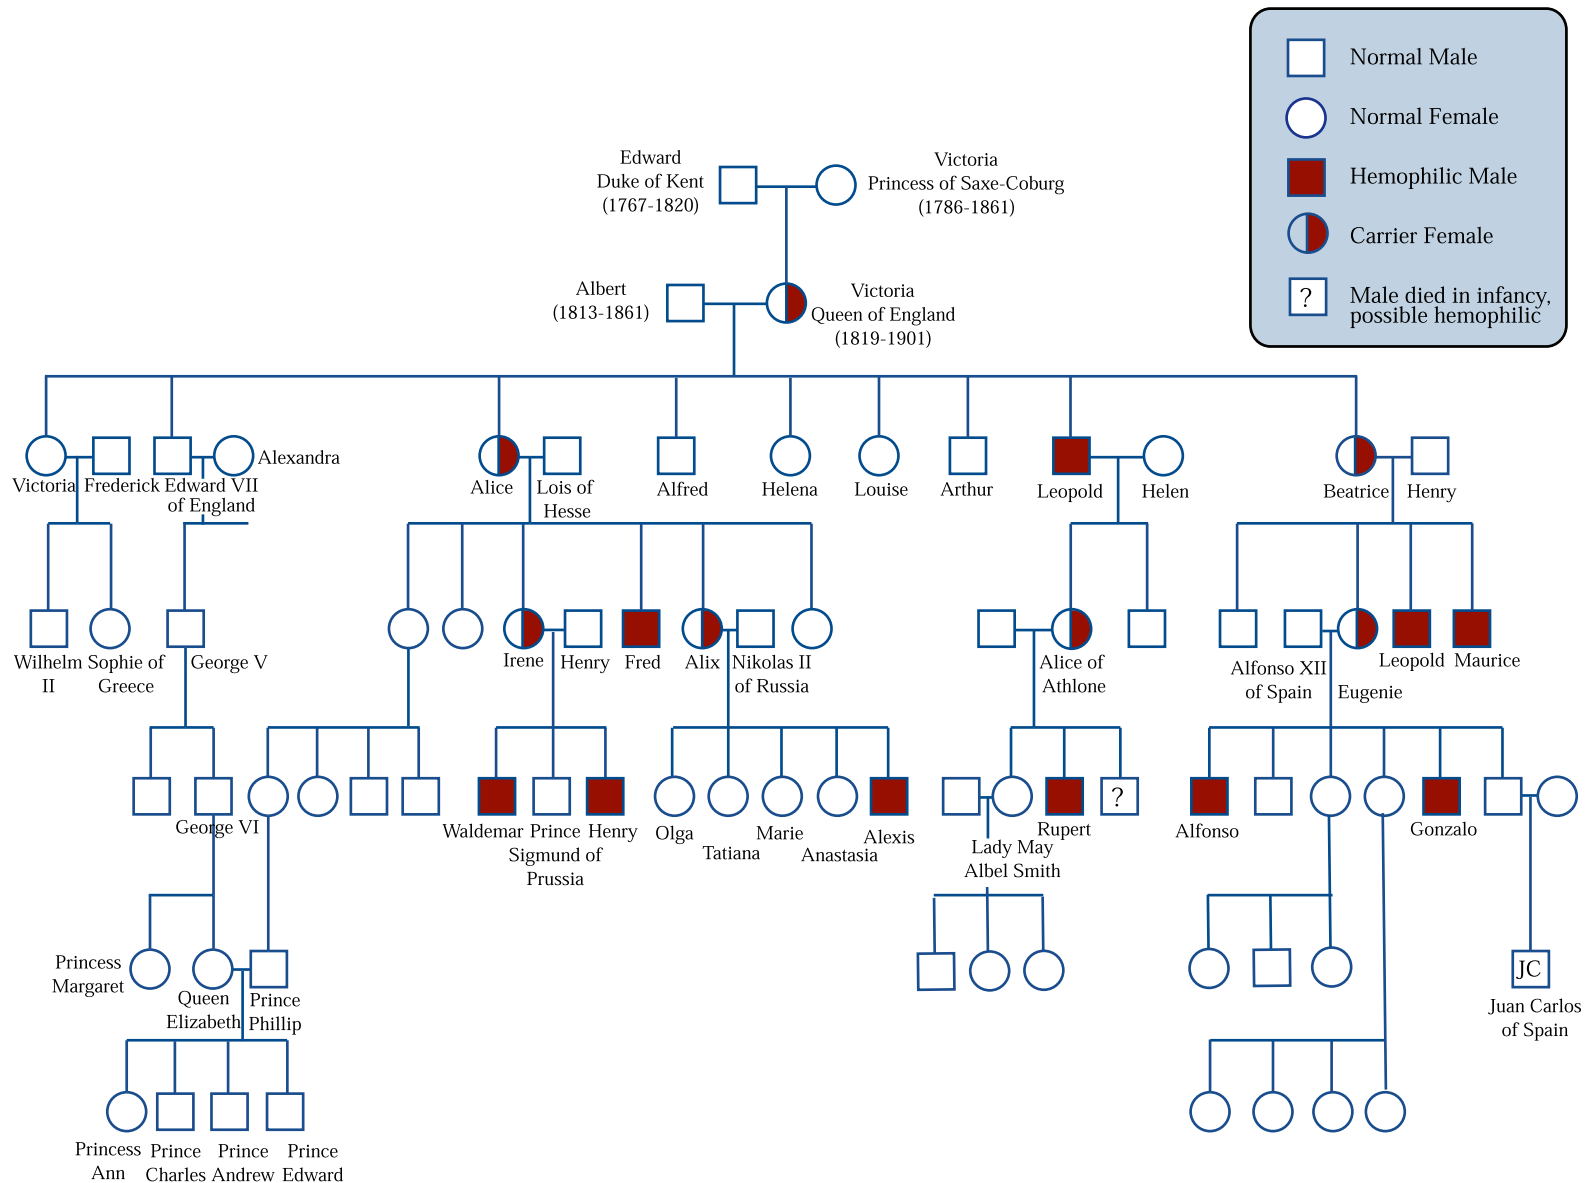 Normal Male
Normal Female
Hemophilic Male
Carrier Female
?
Male died in infancy,
possible hemophilic
Edward
Duke of Kent
(1767-1820)
Victoria
Princess of Saxe-Coburg
(1786-1861)
Albert
(1813-1861)
Victoria
Queen of England
(1819-1901)
Victoria
Frederick
Edward VII
of England
Alexandra
Alice
Lois of
Hesse
Alfred
Helena
Louise
Arthur
Leopold
Helen
Beatrice
Henry
Wilhelm
II
Sophie of
Greece
George V
Irene
Henry
Fred
Alix
Nikolas II
of Russia
Alice of
Athlone
Alfonso XII
of Spain
Eugenie
Leopold
Maurice
George VI
Waldemar
Prince
Sigmund of
Prussia
Henry
Olga
Tatiana
Marie
Anastasia
Alexis
Lady May
Albel Smith
Rupert
?
Alfonso
Gonzalo
Princess
Margaret
Queen
Elizabeth
Prince
Phillip
JC
Juan Carlos
of Spain
Princess
Ann
Prince
Charles
Prince
Andrew
Prince
Edward